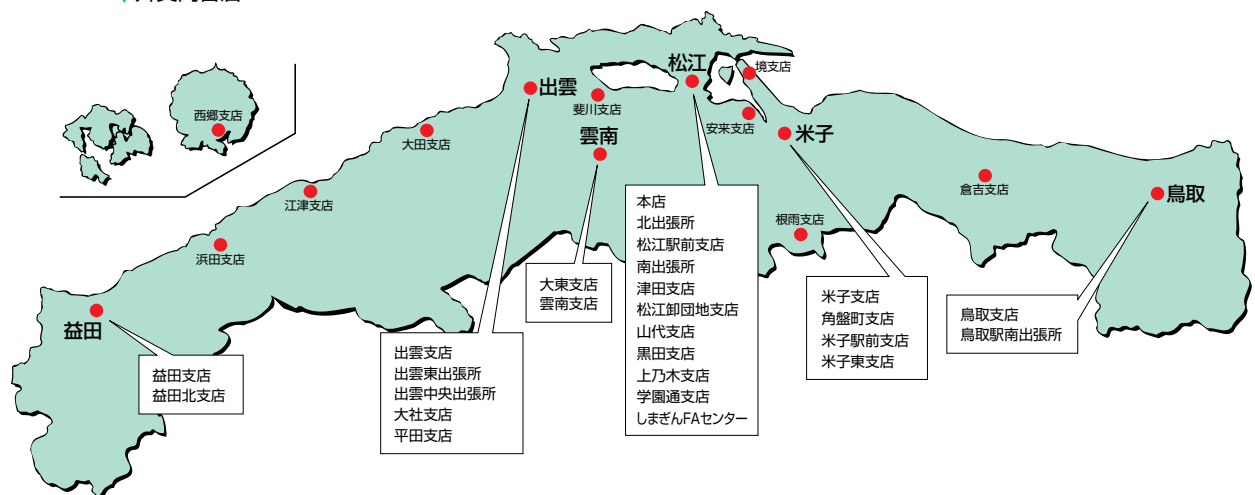 西郷支店
出雲
松江
境支店
斐川支店
大田支店
雲南
安来支店
米子
江津支店
倉吉支店
鳥取
浜田支店
根雨支店
益田
益田支店
益田北支店
出雲支店
出雲東出張所
出雲中央出張所
大社支店
平田支店
大東支店
雲南支店
本店
北出張所
松江駅前支店
南出張所
津田支店
松江卸団地支店
山代支店
黒田支店
上乃木支店
学園通支店
しまぎんFAセンター
米子支店
角盤町支店
米子駅前支店
米子東支店
鳥取支店
鳥取駅南出張所